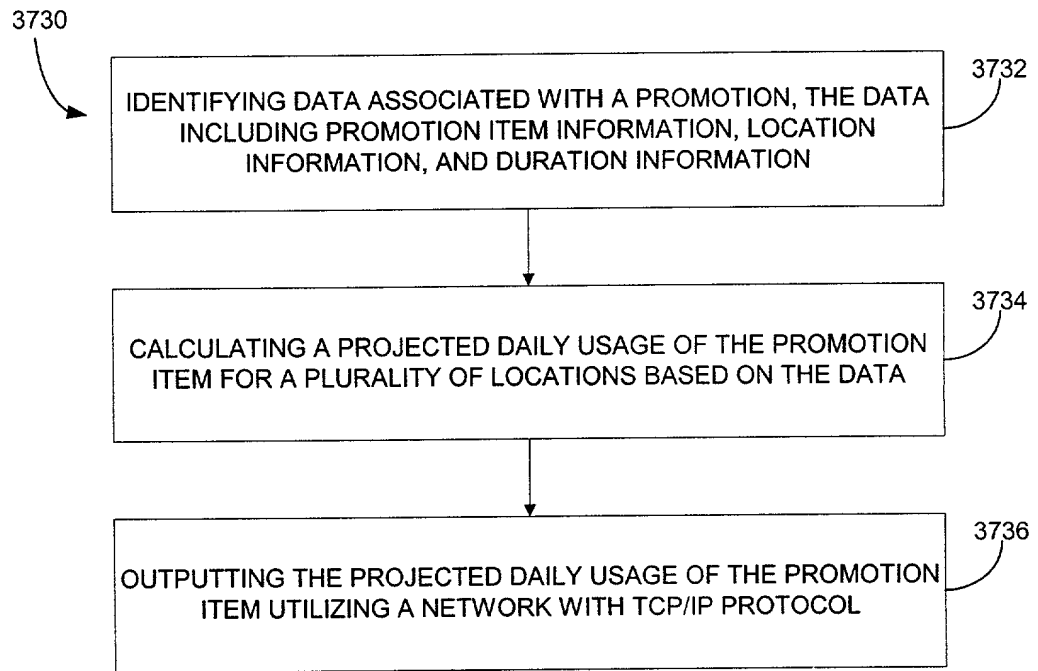 3730
3732
IDENTIFYING DATA ASSOCIATED WITH A PROMOTION, THE DATA
INCLUDING PROMOTION ITEM INFORMATION, LOCATION
INFORMATION, AND DURATION INFORMATION
3734
CALCULATING A PROJECTED DAILY USAGE OF THE PROMOTION
ITEM FOR A PLURALITY OF LOCATIONS BASED ON THE DATA
3736
OUTPUTTING THE PROJECTED DAILY USAGE OF THE PROMOTION
ITEM UTILIZING A NETWORK WITH TCP/IP PROTOCOL